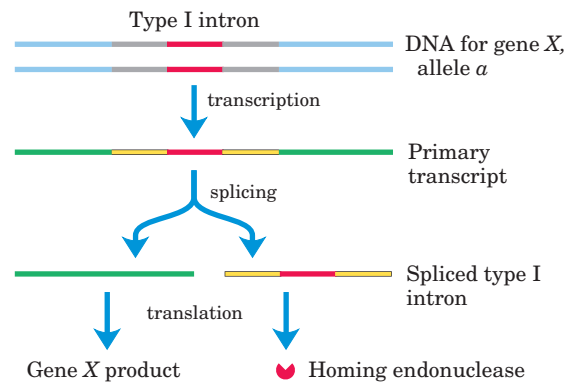 Type I intron
DNA for gene X,
allele a
transcription
Primary
transcript
splicing
Spliced type I
intron
translation
Gene X product
Homing endonuclease